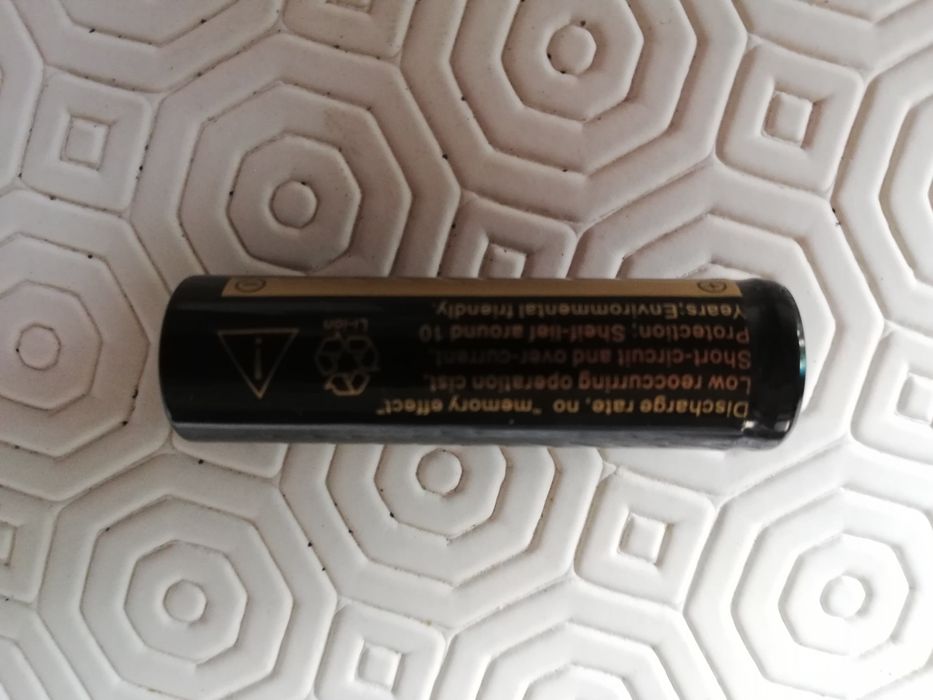 Discharge rate, no "memory effect"
Low reoccurring operation cist.
Short-circuit and over-current.
Protection; Shelf-lief around 10
Years;Environmental friendly
Li-ion